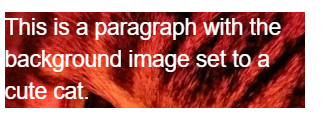 This is a paragraph with the
background image set to a
cute cat.